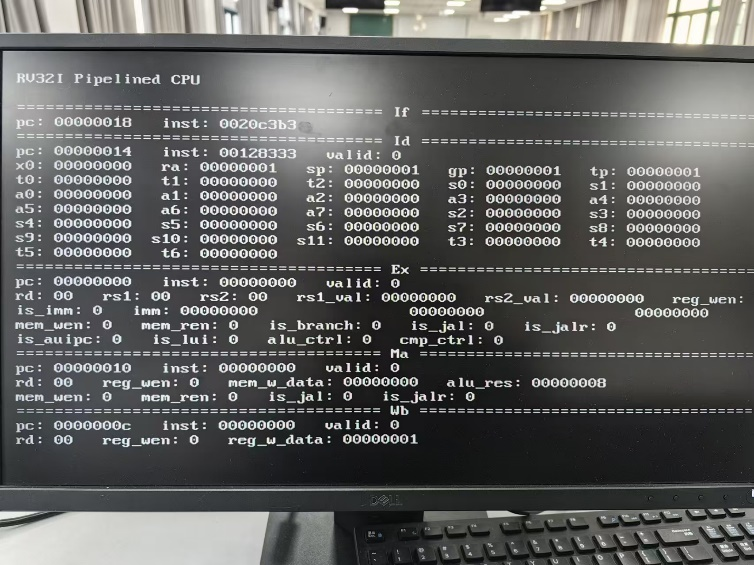 RV32I Pipelined CPU
================================================ If ================================================
pc: 00000018 inst: 0020c3b3
================================================ Id ================================================
pc: 00000014 inst: 00128333 valid: 0
x0: 00000000 ra: 00000001 sp: 00000001 gp: 00000001 tp: 00000001
t0: 00000000 t1: 00000000 t2: 00000000 s0: 00000000 s1: 00000000
a0: 00000000 a1: 00000000 a2: 00000000 a3: 00000000 a4: 00000000
a5: 00000000 a6: 00000000 a7: 00000000 s2: 00000000 s3: 00000000
s4: 00000000 s5: 00000000 s6: 00000000 s7: 00000000 s8: 00000000
s9: 00000000 s10: 00000000 s11: 00000000 t3: 00000000 t4: 00000000
t5: 00000000 t6: 00000000
================================================ Ex ================================================
pc: 00000000 inst: 00000000 valid: 0
rd: 00 rs1: 00 rs2: 00 rs1_val: 00000000 rs2_val: 00000000 reg_wen:
is_imm: 0 imm: 00000000 00000000 00000000
mem_wen: 0 mem_ren: 0 is_branch: 0 is_jal: 0 is_jalr: 0
is_auipc: 0 is_lui: 0 alu_ctrl: 0 cmp_ctrl: 0
================================================ Ma ================================================
pc: 00000010 inst: 00000000 valid: 0
rd: 00 reg_wen: 0 mem_w_data: 00000000 alu_res: 00000008
mem_wen: 0 mem_ren: 0 is_jal: 0 is_jalr: 0
================================================ Wb ================================================
pc: 0000000c inst: 00000000 valid: 0
rd: 00 reg_wen: 0 reg_w_data: 00000001
DELL